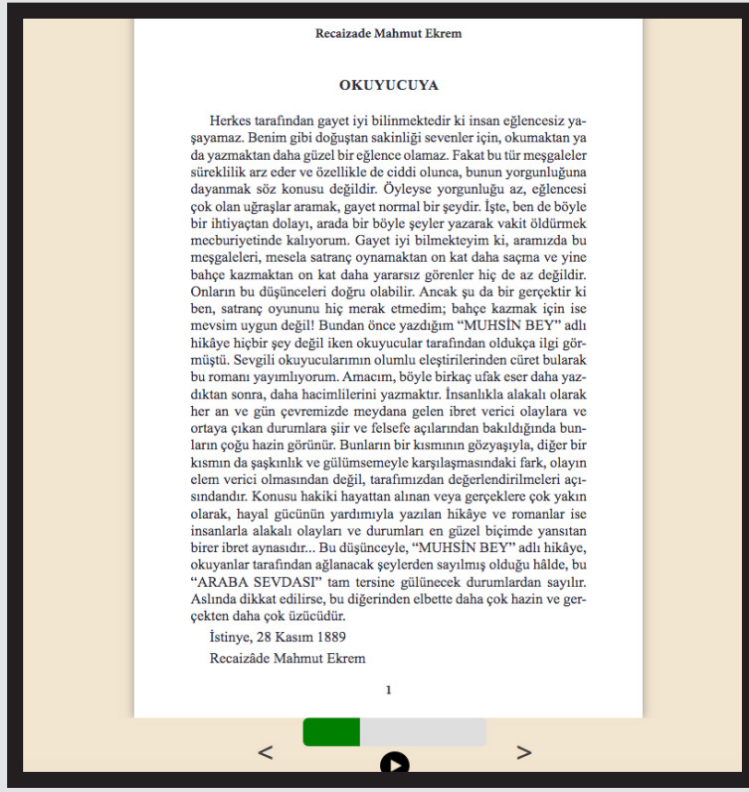 Recaizade Mahmut Ekrem
OKUYUCUYA
Herkes tarafından gayet iyi bilinmektedir ki insan eğlencesiz ya-
şayamaz. Benim gibi doğuştan sakinliği sevenler için, okumaktan ya
da yazmaktan daha güzel bir eğlence olamaz. Fakat bu tür meşgaleler
süreklilik arz eder ve özellikle de ciddi olunca, bunun yorgunluğuna
dayanmak söz konusu değildir. Öyleyse yorgunluğu az, eğlencesi
çok olan uğraşlar aramak, gayet normal bir şeydir. İşte, ben de böyle
bir ihtiyaçtan dolayı, arada bir böyle şeyler yazarak vakit öldürmek
mecburiyetinde kalıyorum. Gayet iyi bilmekteyim ki, aramızda bu
meşgaleleri, mesela satranç oynamaktan on kat daha saçma ve yine
bahçe kazmaktan on kat daha yararsız görenler hiç de az değildir.
Onların bu düşünceleri doğru olabilir. Ancak şu da bir gerçektir ki
ben, satranç oyununu hiç merak etmedim; bahçe kazmak için ise
mevsim uygun değil! Bundan önce yazdığım “MUHSİN BEY” adlı
hikâye hiçbir şey değil iken okuyucular tarafından oldukça ilgi gör-
müştü. Sevgili okuyucularımın olumlu eleştirilerinden cüret bularak
bu romanı yayımlıyorum. Amacım, böyle birkaç ufak eser daha yaz-
dıktan sonra, daha hacimlilerini yazmaktır. İnsanlıkla alakalı olarak
her an ve gün çevremizde meydana gelen ibret verici olaylara ve
ortaya çıkan durumlara şiir ve felsefe açılarından bakıldığında bun-
ların çoğu hazin görünür. Bunların bir kısmının gözyaşıyla, diğer bir
kısmın da şaşkınlık ve gülümsemeyle karşılaşmasındaki fark, olayın
elem verici olmasından değil, tarafımızdan değerlendirilmeleri açı-
sındandır. Konusu hakiki hayattan alınan veya gerçeklere çok yakın
olarak, hayal gücünün yardımıyla yazılan hikâye ve romanlar ise
insanlarla alakalı olayları ve durumları en güzel biçimde yansıtan
birer ibret aynasıdır... Bu düşünceyle, “MUHSİN BEY” adlı hikâye,
okuyanlar tarafından ağlanacak şeylerden sayılmış olduğu hâlde, bu
“ARABA SEVDASI” tam tersine gülünecek durumlardan sayılır.
Aslında dikkat edilirse, bu diğerinden elbette daha çok hazin ve ger-
çekten daha çok üzücüdür.
İstinye, 28 Kasım 1889
Recaizâde Mahmut Ekrem
1